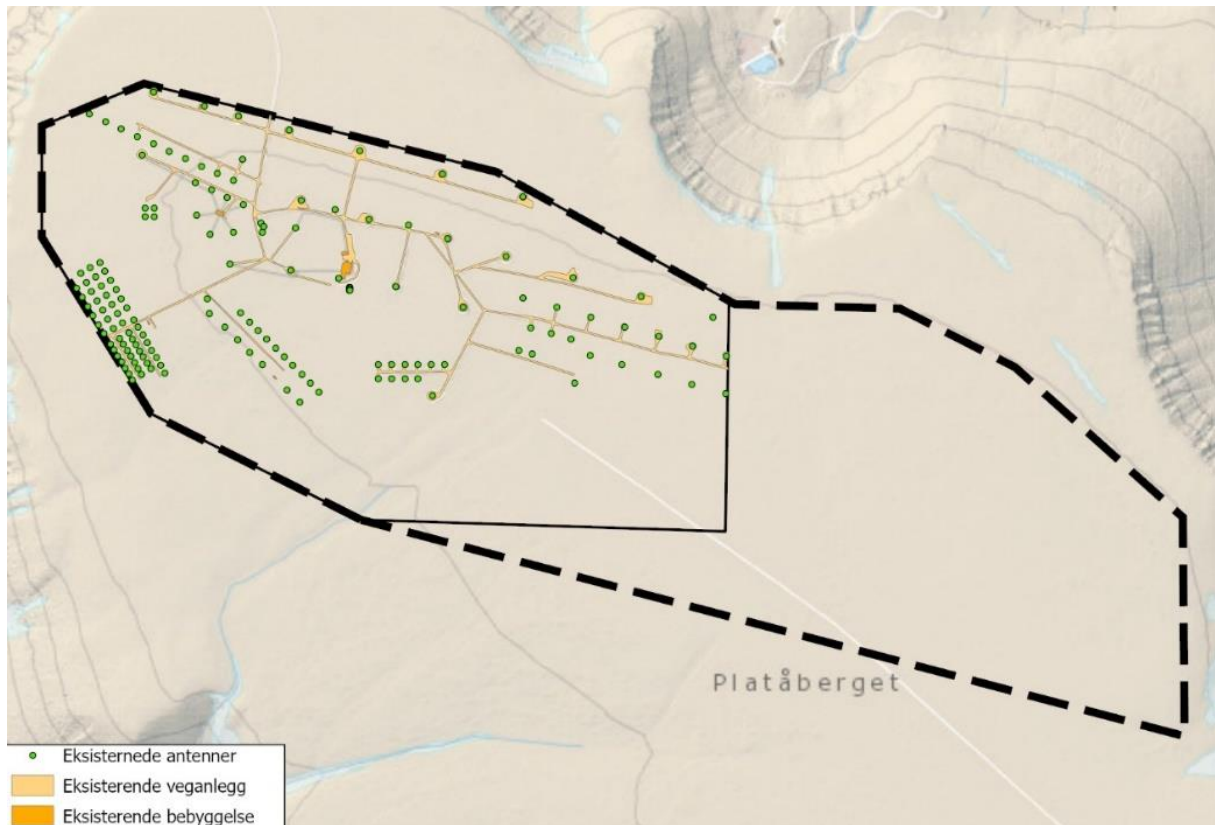 Platåberget
Eksisternede antenner
Eksisterende veganlegg
Eksisterende bebyggelse